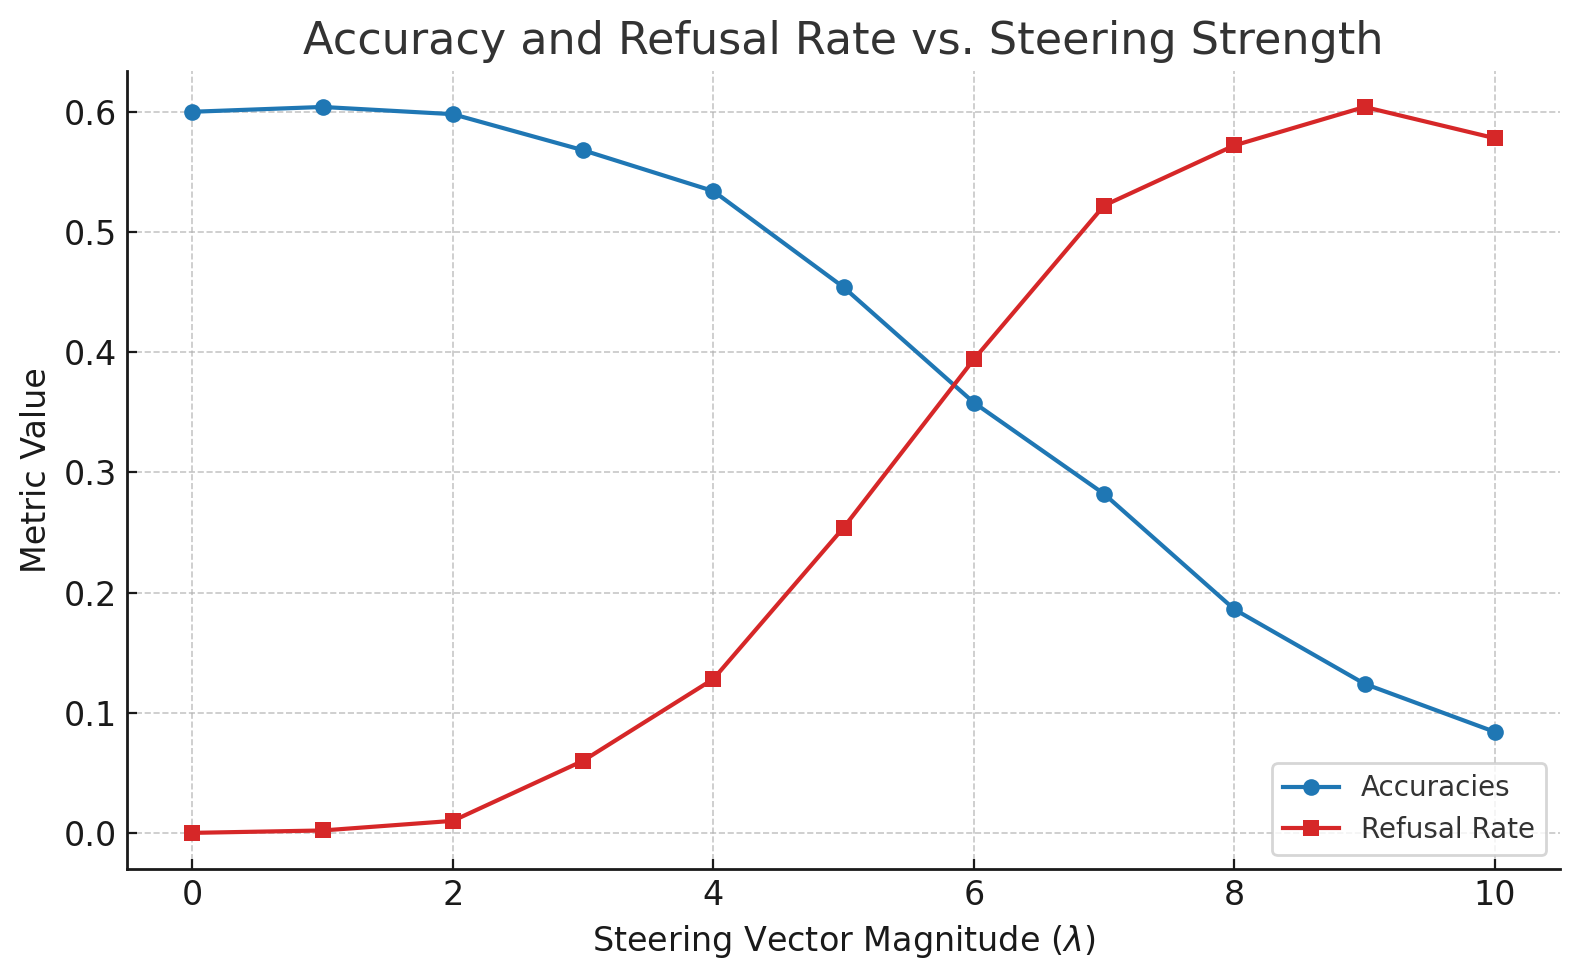 Accuracy and Refusal Rate vs. Steering Strength
Metric Value
0.6
0.5
0.4
0.3
0.2
0.1
0.0
0 2 4 6 8 10
Steering Vector Magnitude (λ)
Accuracies
Refusal Rate